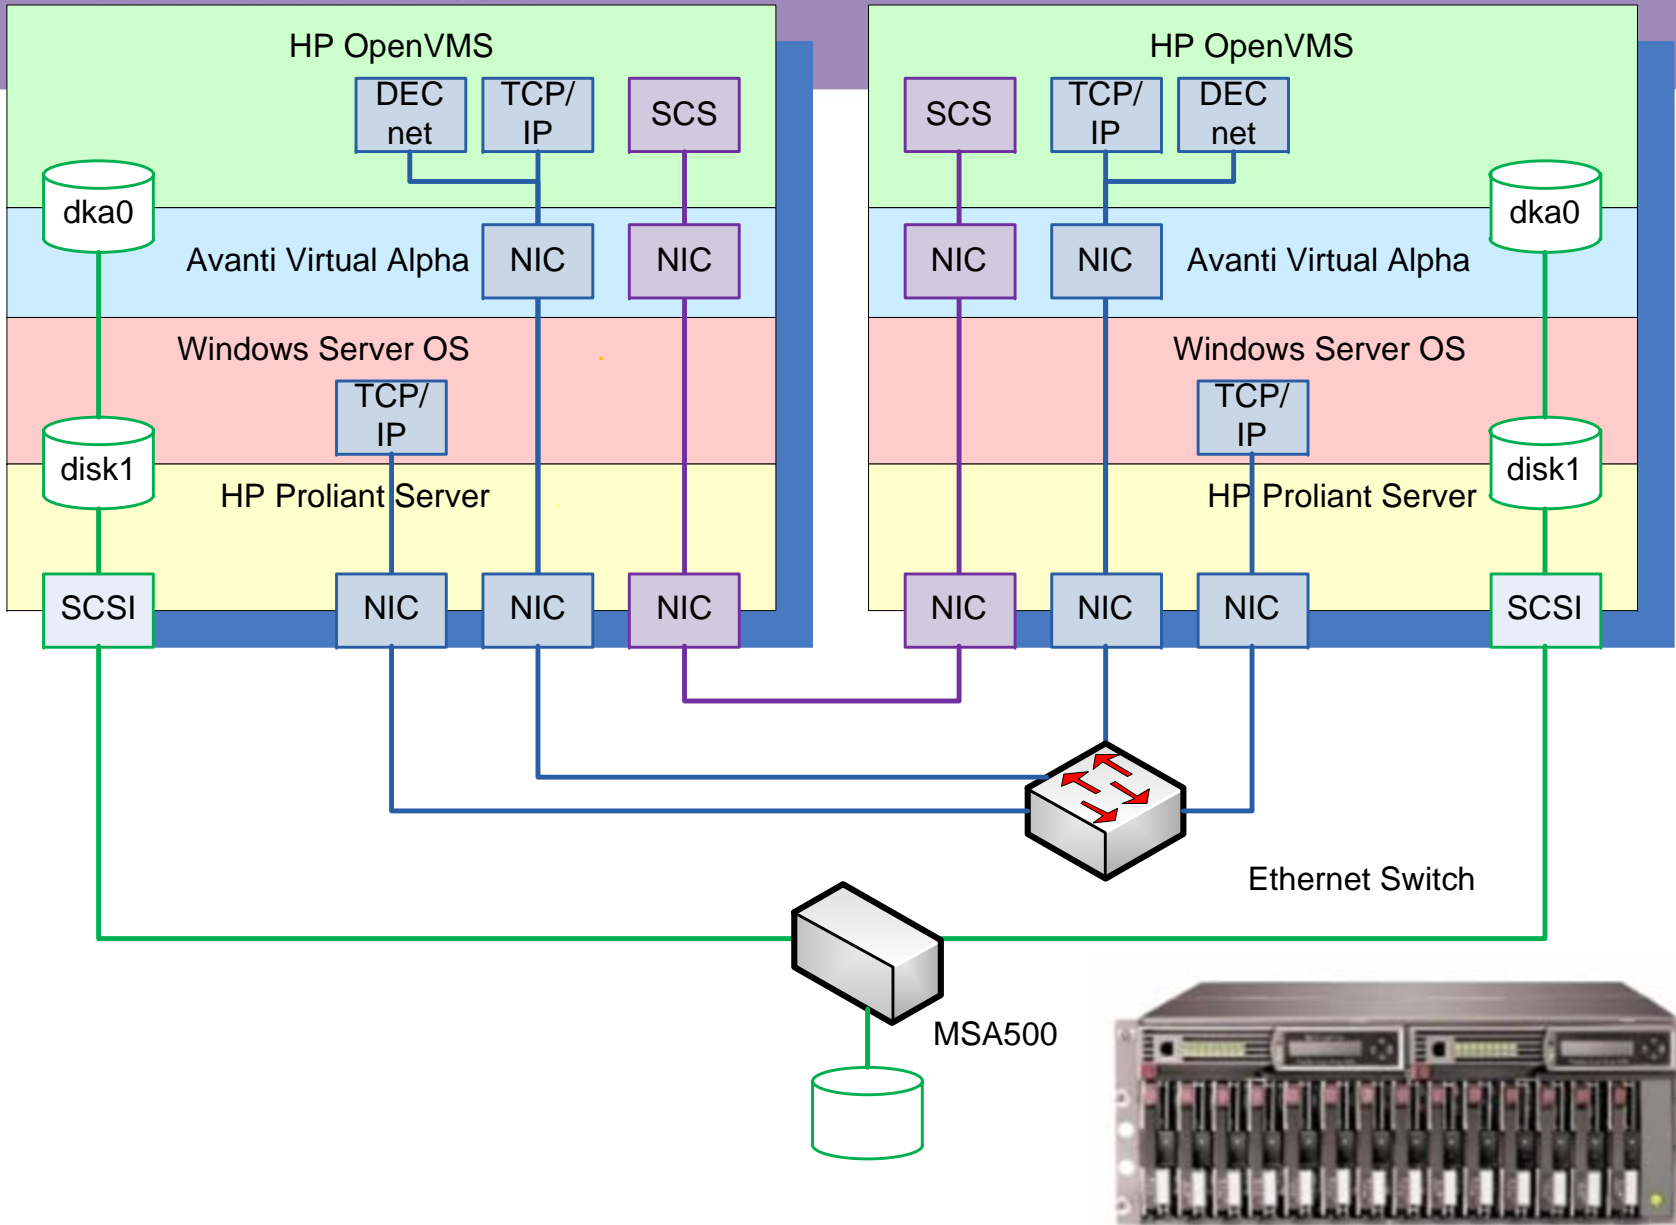 HP OpenVMS
DEC
net
TCP/
IP
SCS
dka0
Avanti Virtual Alpha
NIC
NIC
Windows Server OS
TCP/
IP
disk1
HP Proliant Server
SCSI
NIC
NIC
NIC
HP OpenVMS
SCS
TCP/
IP
DEC
net
dka0
NIC
NIC
Avanti Virtual Alpha
Windows Server OS
TCP/
IP
disk1
HP Proliant Server
NIC
NIC
NIC
SCSI
Ethernet Switch
MSA500